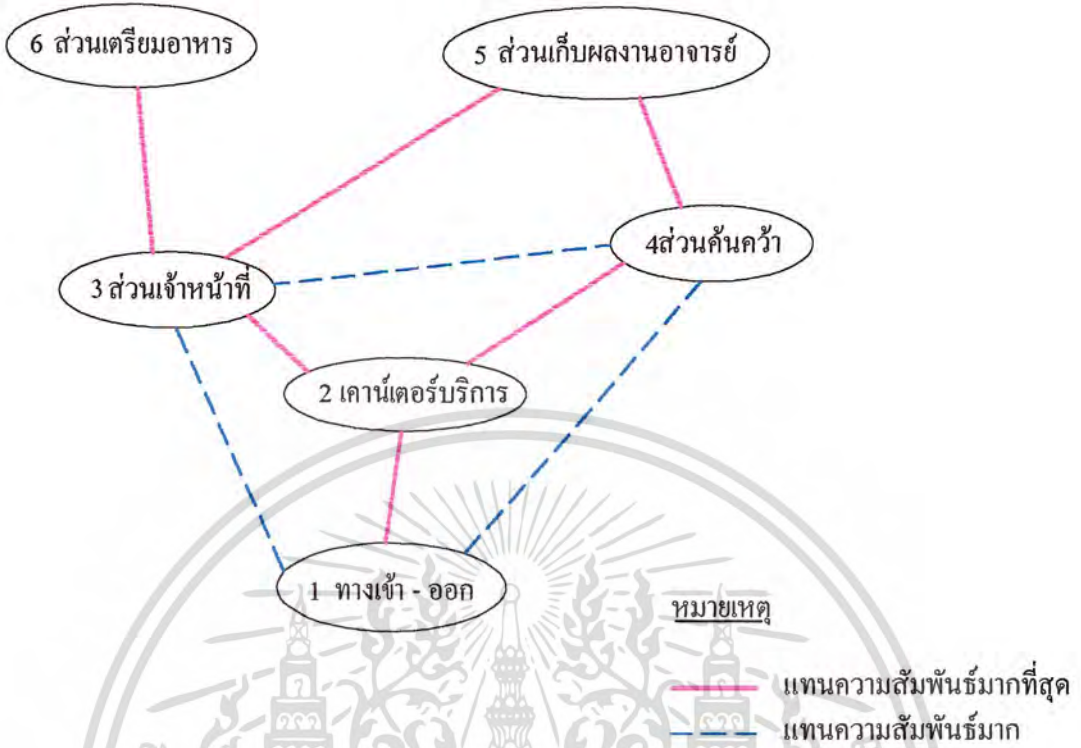 6 ส่วนเตรียมอาหาร
5 ส่วนเก็บผลงานอาจารย์
4ส่วนค้นคว้า
3 ส่วนเจ้าหน้าที่
2 เคาน์เตอร์บริการ
1 ทางเข้า - ออก
หมายเหตุ
แทนความสัมพันธ์มากที่สุด
แทนความสัมพันธ์มาก